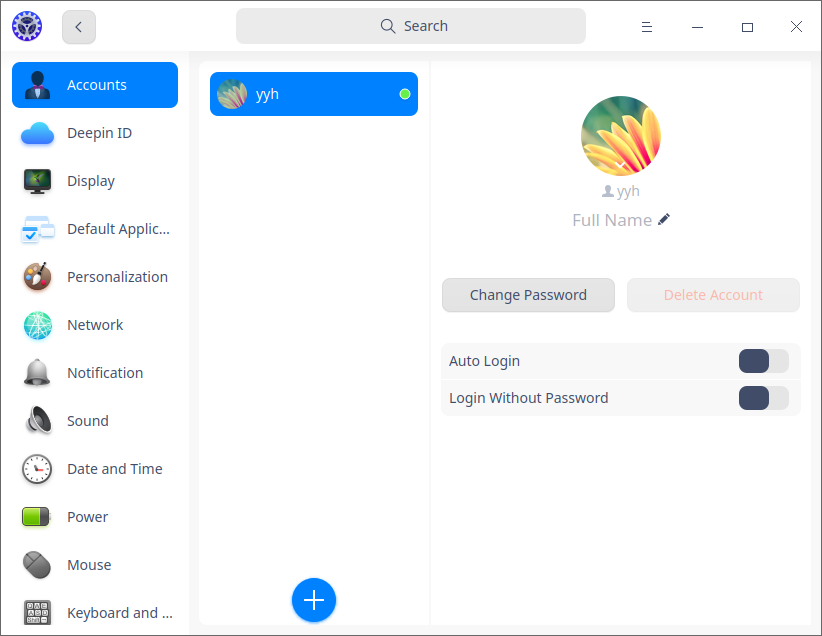 Search
Accounts
Deepin ID
Display
Default Applic...
Personalization
Network
Notification
Sound
Date and Time
Power
Mouse
Keyboard and ...
yyh
yyh
Full Name
Change Password
Delete Account
Auto Login
Login Without Password